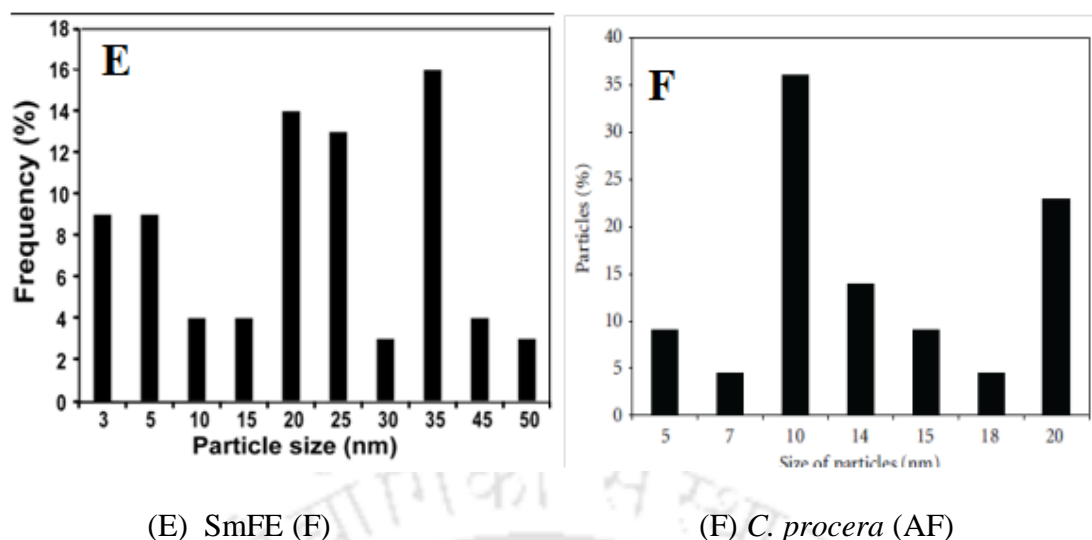 E
Frequency (%)
18
16
14
12
10
8
6
4
2
0
3 5 10 15 20 25 30 35 45 50
Particle size (nm)
F
Particles (%)
40
35
30
25
20
15
10
5
0
5 7 10 14 15 18 20
Size of particles (nm)
(E) SmFE (F)
(F) C. procera (AF)